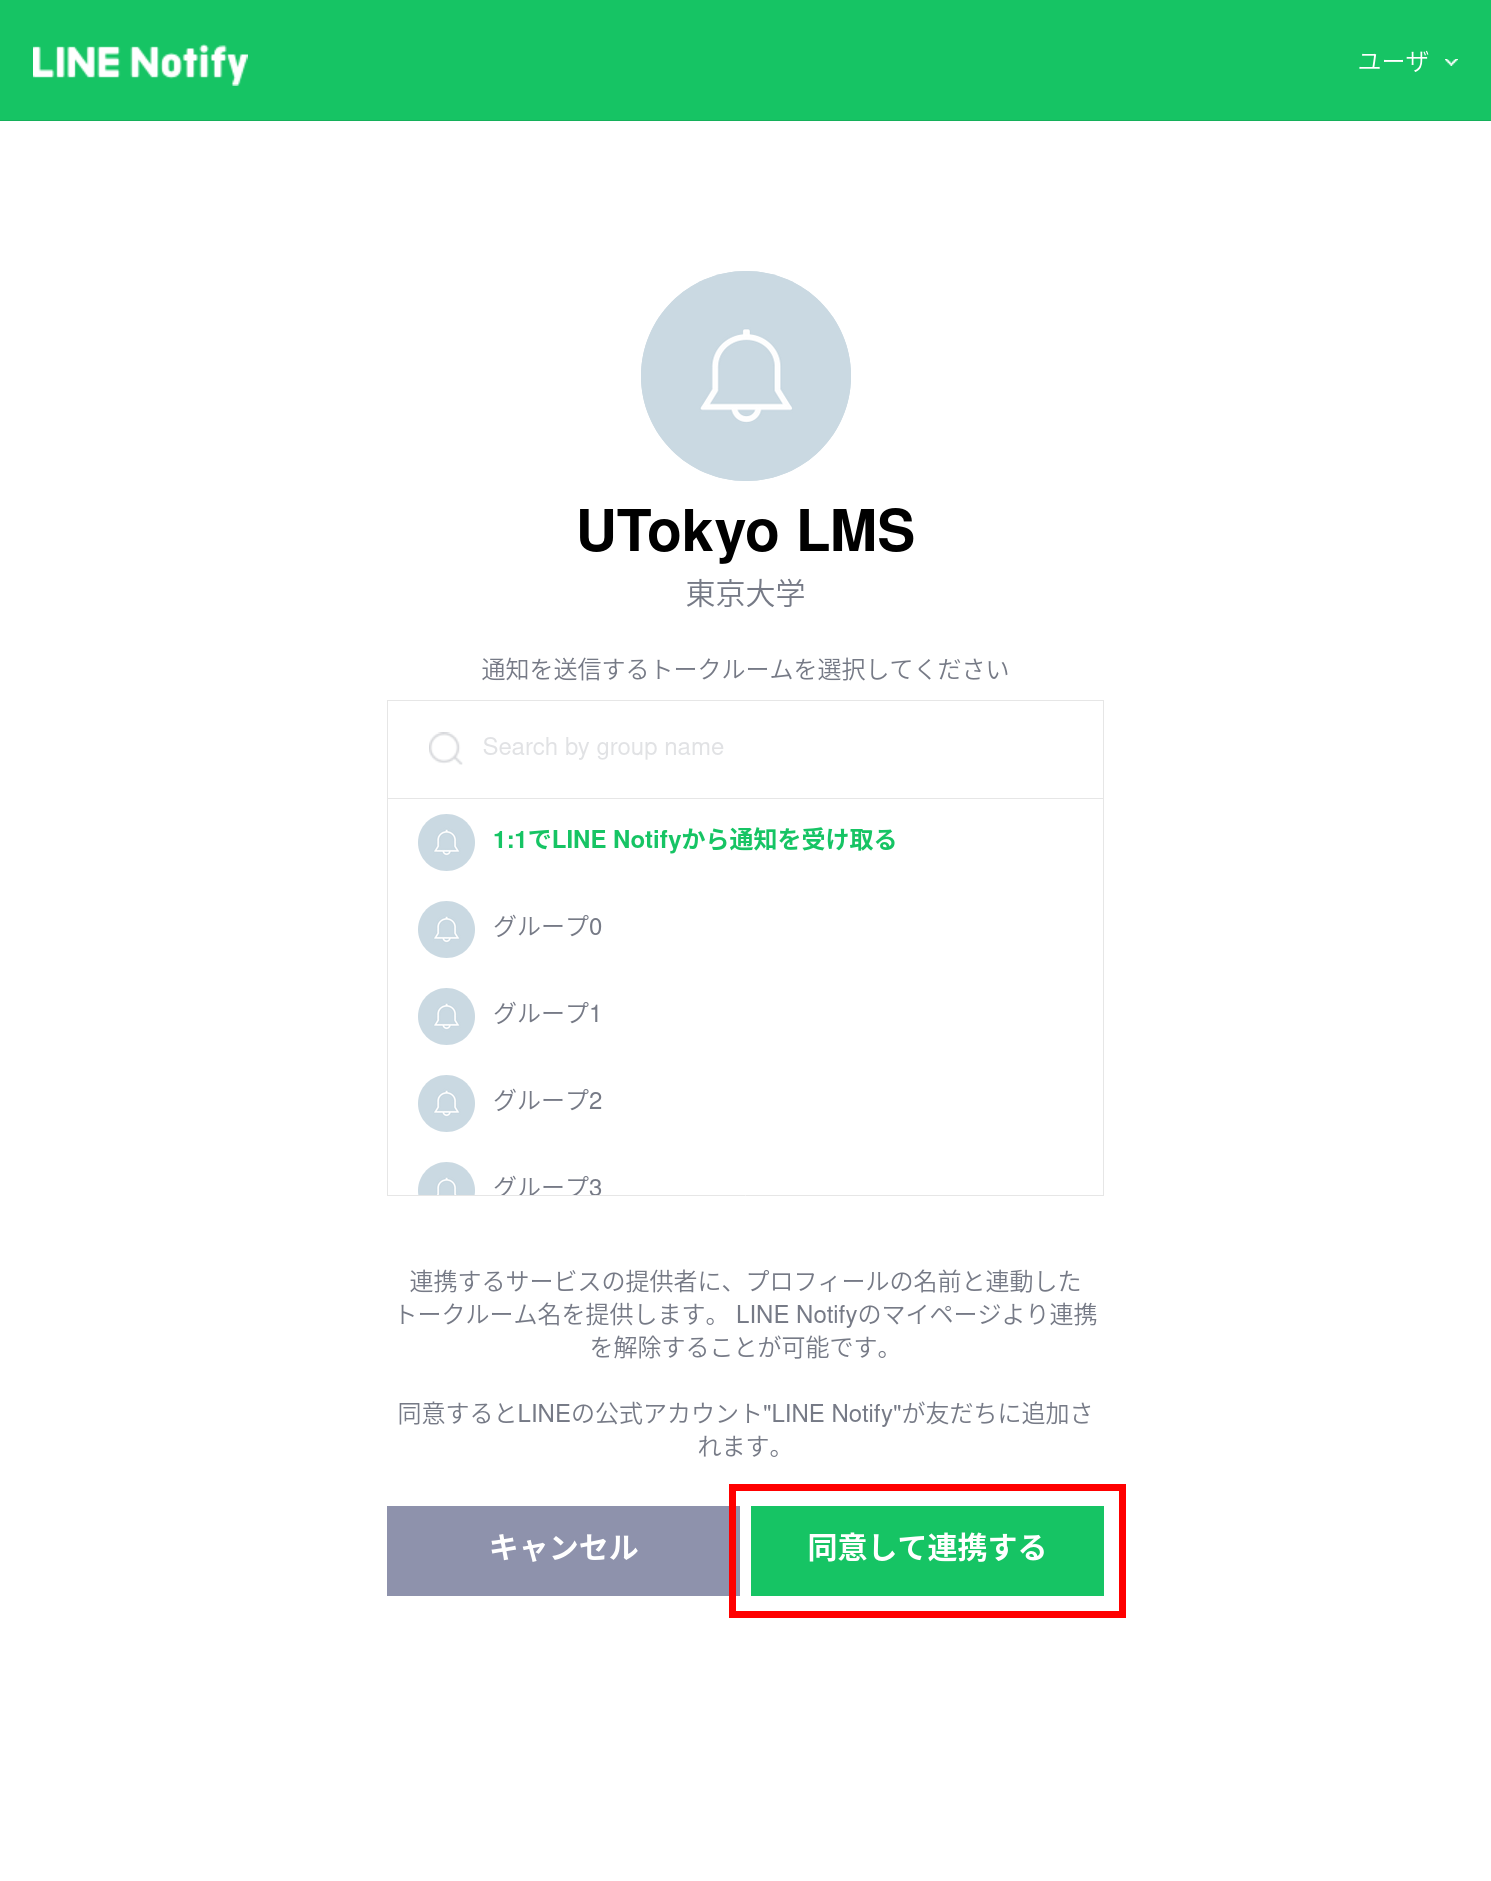 LINE Notify
ユーザ
UTokyo LMS
東京大学
通知を送信するトークルームを選択してください
Search by group name
1:1でLINE Notifyから通知を受け取る
グループ0
グループ1
グループ2
グループ3
連携するサービスの提供者に、プロフィールの名前と連動した
トークルーム名を提供します。 LINE Notifyのマイページより連携
を解除することが可能です。
同意するとLINEの公式アカウント"LINE Notify"が友だちに追加さ
れます。
キャンセル
同意して連携する